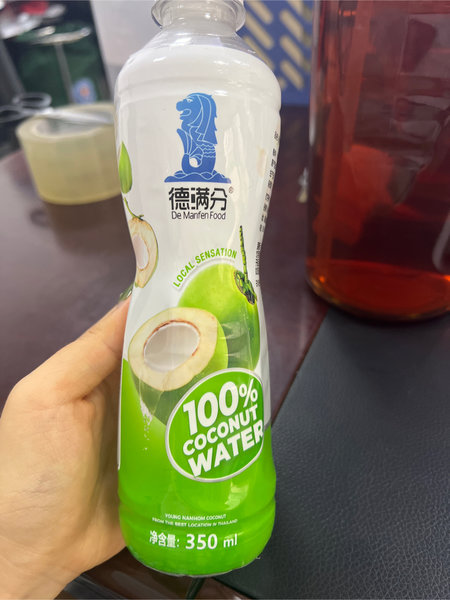 德满分®
De Manfen Food
LOCAL SENSATION
100%
COCONUT
WATER
YOUNG NAMHOM COCONUT
FROM THE BEST LOCATION IN THAILAND
净含量: 350 ml